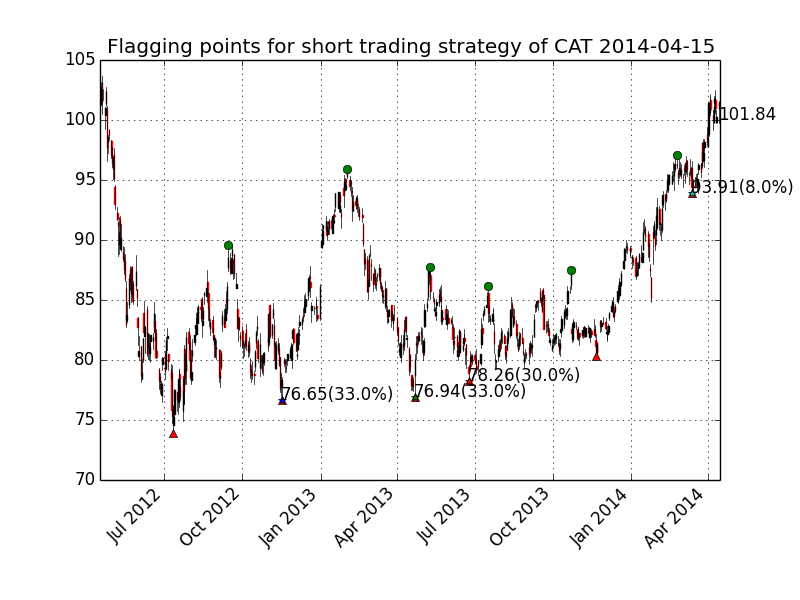 Flagging points for short trading strategy of CAT 2014-04-15
105
100
95
90
85
80
75
70
101.84
93.91(8.0%)
78.26(30.0%)
76.65(33.0%)
76.94(33.0%)
Jul 2012
Oct 2012
Jan 2013
Apr 2013
Jul 2013
Oct 2013
Jan 2014
Apr 2014